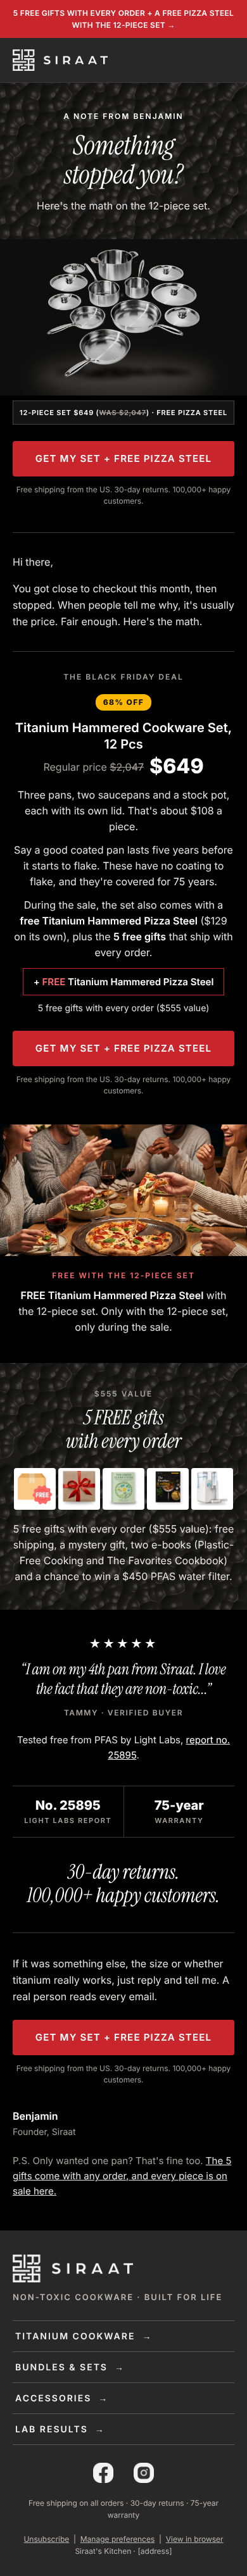 5 FREE GIFTS WITH EVERY ORDER + A FREE PIZZA STEEL
WITH THE 12-PIECE SET →
SIRAAT
A NOTE FROM BENJAMIN
Something
stopped you?
Here's the math on the 12-piece set.
12-PIECE SET $649 (WAS $2,047) · FREE PIZZA STEEL
GET MY SET + FREE PIZZA STEEL
Free shipping from the US. 30-day returns. 100,000+ happy
customers.
Hi there,
You got close to checkout this month, then
stopped. When people tell me why, it's usually
the price. Fair enough. Here's the math.
THE BLACK FRIDAY DEAL
68% OFF
Titanium Hammered Cookware Set,
12 Pcs
Regular price $2,047 $649
Three pans, two saucepans and a stock pot,
each with its own lid. That's about $108 a
piece.
Say a good coated pan lasts five years before
it starts to flake. These have no coating to
flake, and they're covered for 75 years.
During the sale, the set also comes with a
free Titanium Hammered Pizza Steel ($129
on its own), plus the 5 free gifts that ship with
every order.
+ FREE Titanium Hammered Pizza Steel
5 free gifts with every order ($555 value)
GET MY SET + FREE PIZZA STEEL
Free shipping from the US. 30-day returns. 100,000+ happy
customers.
FREE WITH THE 12-PIECE SET
FREE Titanium Hammered Pizza Steel with
the 12-piece set. Only with the 12-piece set,
only during the sale.
$555 VALUE
5 FREE gifts
with every order
FREE
5 free gifts with every order ($555 value): free
shipping, a mystery gift, two e-books (Plastic-
Free Cooking and The Favorites Cookbook)
and a chance to win a $450 PFAS water filter.
★★★★★
“I am on my 4th pan from Siraat. I love
the fact that they are non-toxic...”
TAMMY · VERIFIED BUYER
Tested free from PFAS by Light Labs, report no.
25895.
No. 25895
LIGHT LABS REPORT
75-year
WARRANTY
30-day returns.
100,000+ happy customers.
If it was something else, the size or whether
titanium really works, just reply and tell me. A
real person reads every email.
GET MY SET + FREE PIZZA STEEL
Free shipping from the US. 30-day returns. 100,000+ happy
customers.
Benjamin
Founder, Siraat
P.S. Only wanted one pan? That's fine too. The 5
gifts come with any order, and every piece is on
sale here.
SIRAAT
NON-TOXIC COOKWARE · BUILT FOR LIFE
TITANIUM COOKWARE →
BUNDLES & SETS →
ACCESSORIES →
LAB RESULTS →
Free shipping on all orders · 30-day returns · 75-year
warranty
Unsubscribe | Manage preferences | View in browser
Siraat's Kitchen · [address]